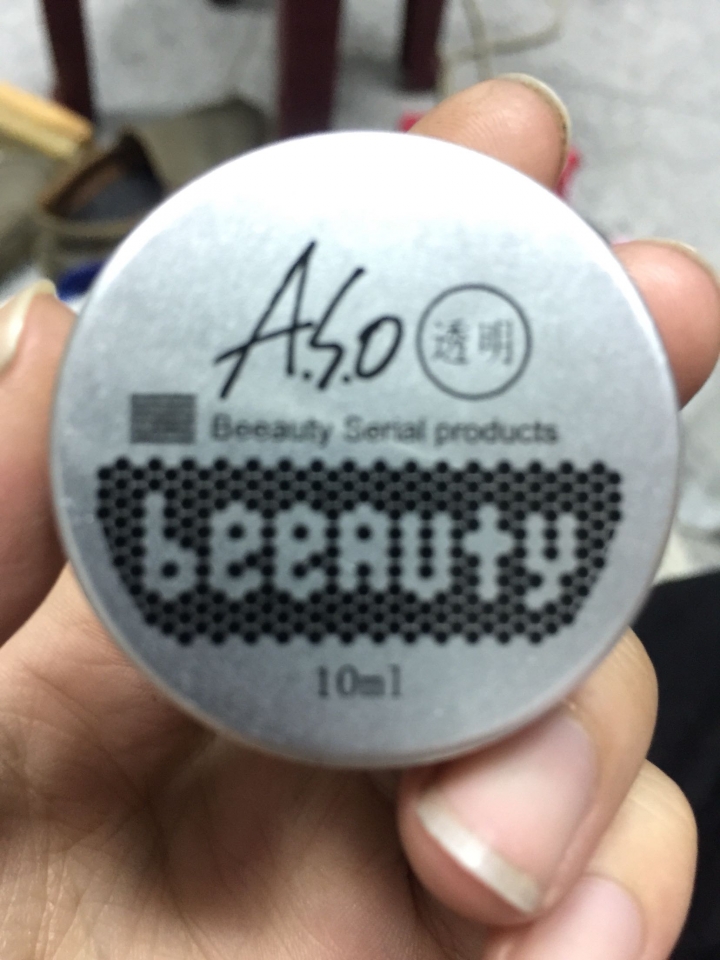 A.S.O 透明
Beeauty Serial products
beeauty
10ml